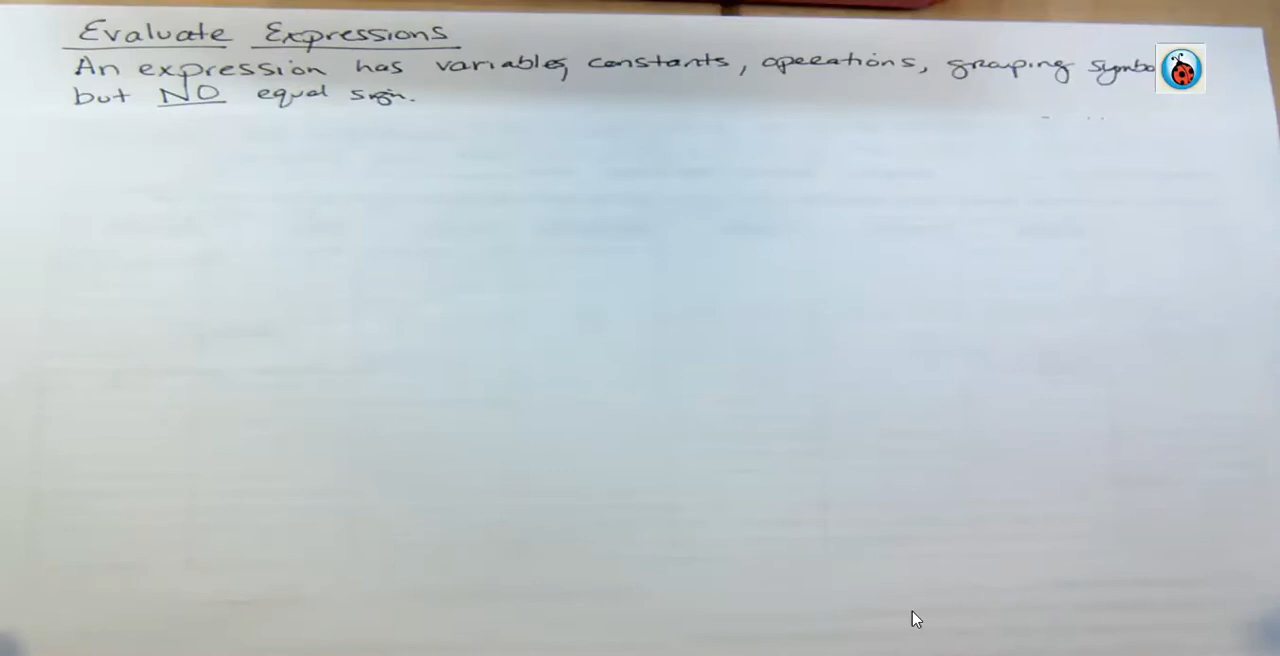 Evaluate Expressions
An expression has variables, constants, operations, grouping symbo
but NO equal sign.